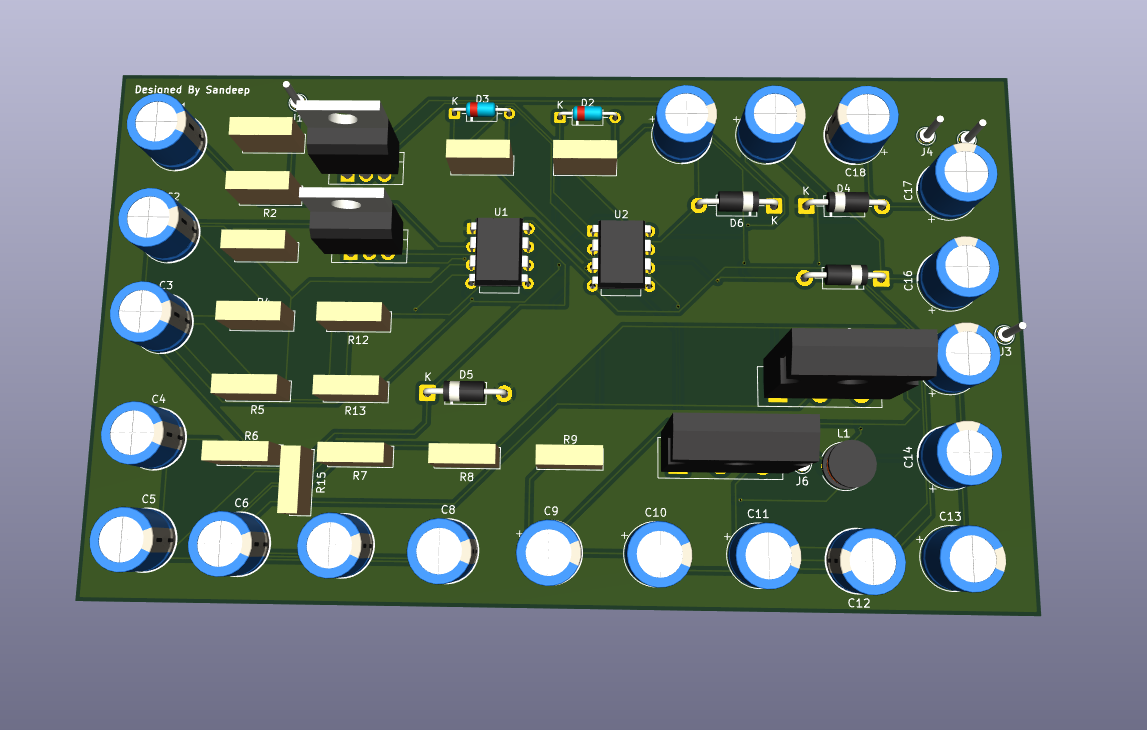 Designed By Sandeep
K
D3
K
D2
+
+
C18
+
J4
C17
+
R2
C2
U1
U2
K
D4
D6
K
C16
+
C3
R12
J3
K
D5
R5
R13
C4
R6
R7
R15
R8
R9
L1
J6
C14
+
C5
C6
C8
C9
+
C10
+
C11
+
C12
C13
+